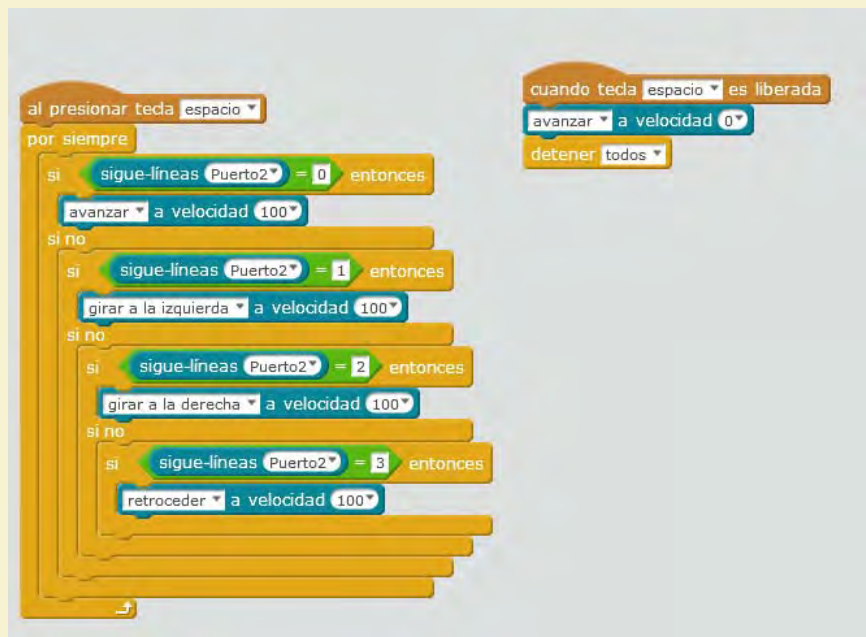 al presionar tecla espacio
por siempre
si sigue-líneas Puerto2 = 0 entonces
avanzar a velocidad 100
si no
si sigue-líneas Puerto2 = 1 entonces
girar a la izquierda a velocidad 100
si no
si sigue-líneas Puerto2 = 2 entonces
girar a la derecha a velocidad 100
si no
si sigue-líneas Puerto2 = 3 entonces
retroceder a velocidad 100
cuando tecla espacio es liberada
avanzar a velocidad 0
detener todos